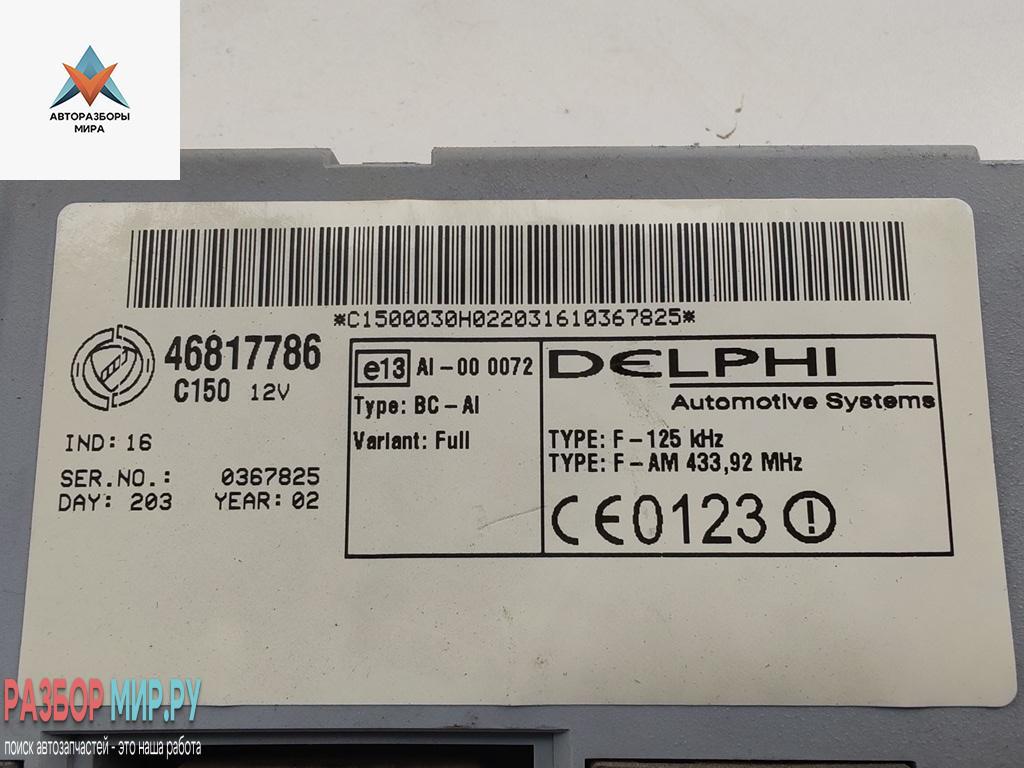 АВТОРАЗБОРЫ
МИРА
*C1500030H022031610367825*
46817786
C150 12V
IND: 16
SER.NO.: 0367825
DAY: 203 YEAR: 02
e13 AI-00 0072
Type: BC-AI
Variant: Full
DELPHI
Automotive Systems
TYPE: F-125 kHz
TYPE: F-AM 433,92 MHz
CE0123
РАЗБОР МИР.РУ
поиск автозапчастей - это наша работа